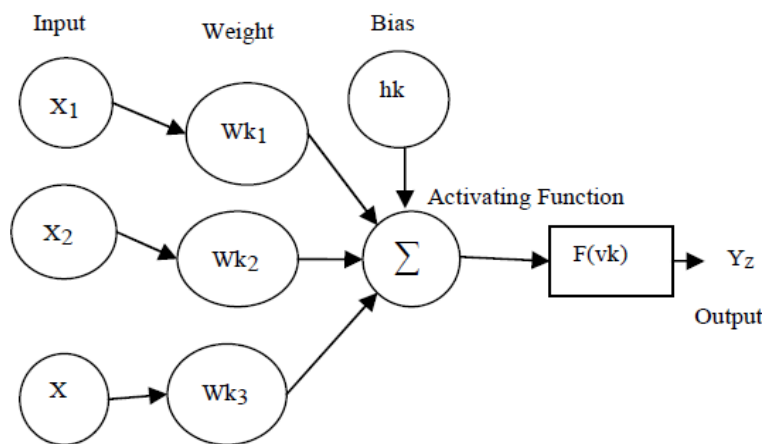 Input
Weight
Bias
X1
Wk1
hk
Activating Function
X2
Wk2
∑
F(vk)
Yz
Output
X
Wk3